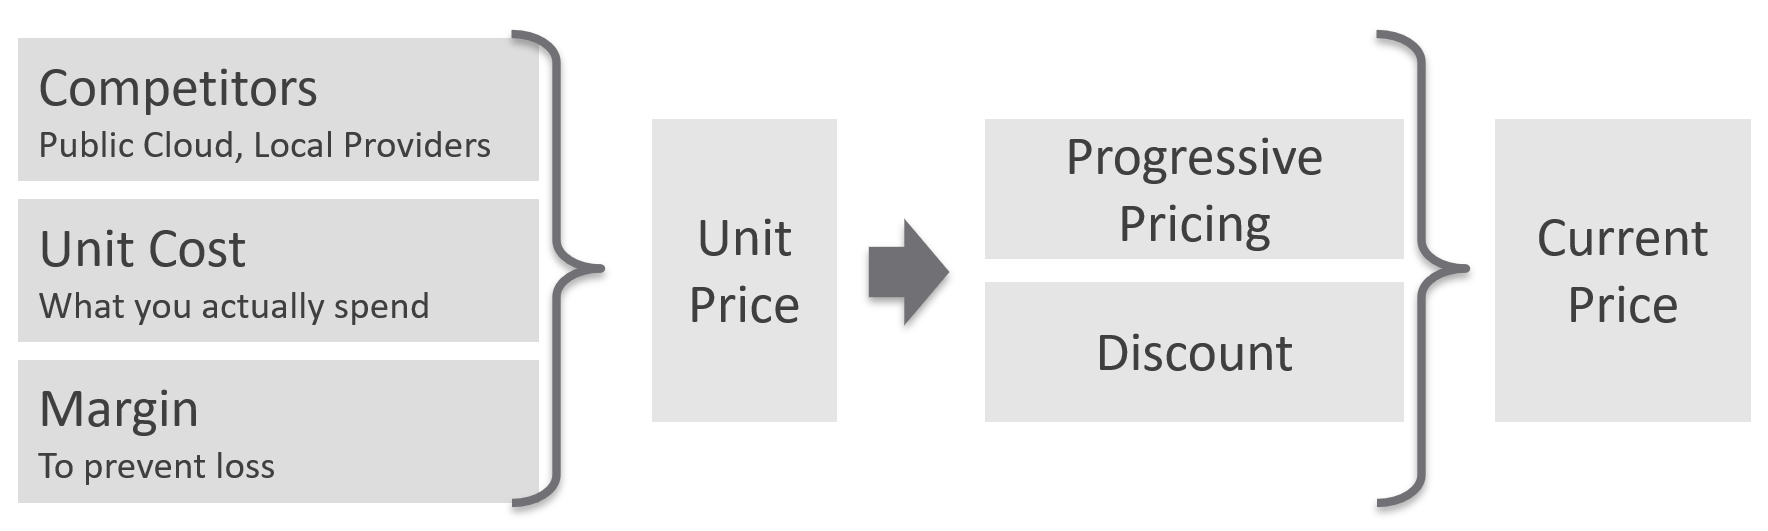 Competitors
Public Cloud, Local Providers
Unit Cost
What you actually spend
Margin
To prevent loss
Unit
Price
Progressive
Pricing
Discount
Current
Price